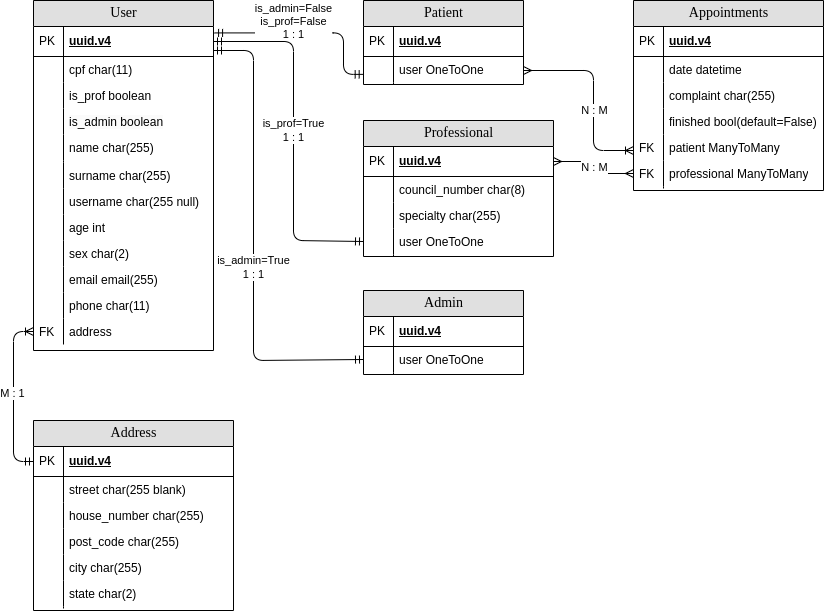 User
PK uuid.v4
cpf char(11)
is_prof boolean
is_admin boolean
name char(255)
surname char(255)
username char(255 null)
age int
sex char(2)
email email(255)
phone char(11)
FK address
is_admin=False
is_prof=False
1 : 1
is_prof=True
1 : 1
is_admin=True
1 : 1
Patient
PK uuid.v4
user OneToOne
Professional
PK uuid.v4
council_number char(8)
specialty char(255)
user OneToOne
Admin
PK uuid.v4
user OneToOne
N : M
N : M
Appointments
PK uuid.v4
date datetime
complaint char(255)
finished bool(default=False)
FK patient ManyToMany
FK professional ManyToMany
M : 1
Address
PK uuid.v4
street char(255 blank)
house_number char(255)
post_code char(255)
city char(255)
state char(2)